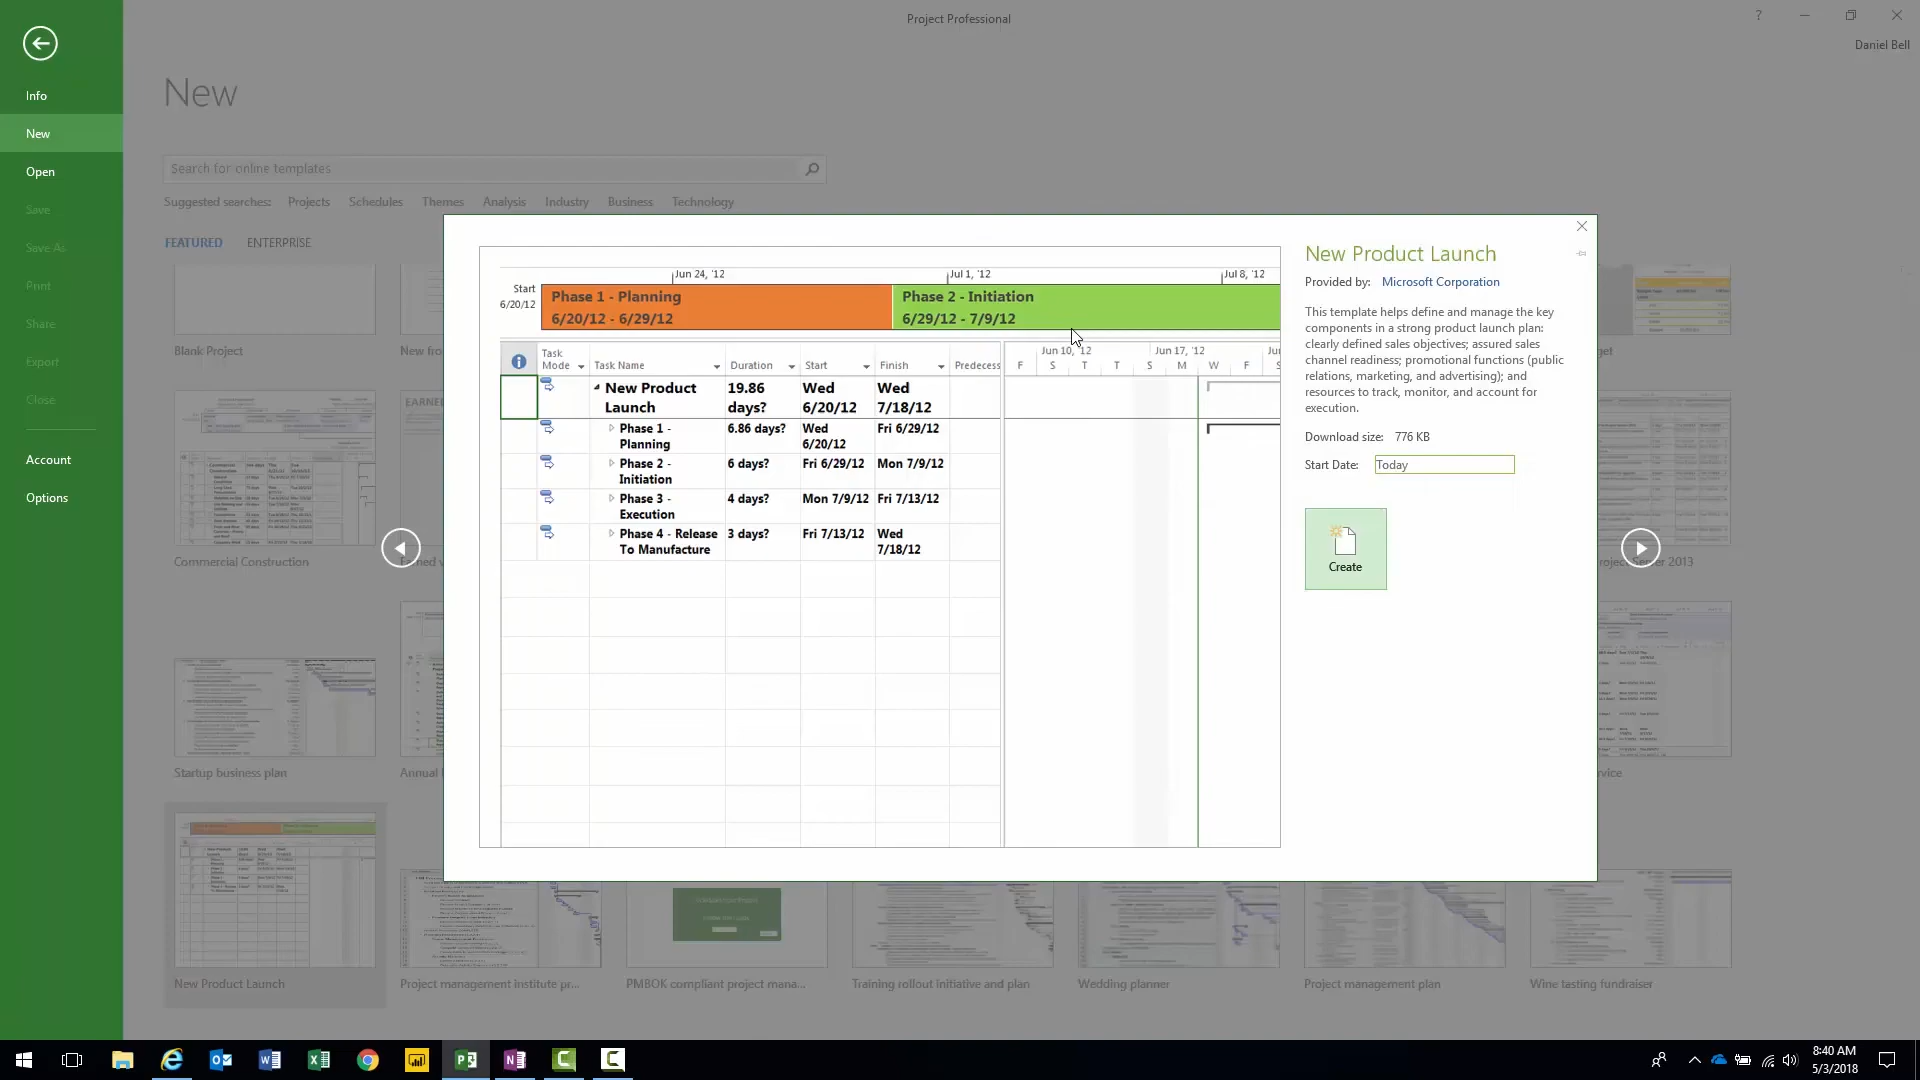 Project Professional
Daniel Bell
Info
New
Open
Save
Save As
Print
Share
Export
Close
Account
Options
New
Search for online templates
Suggested searches: Projects Schedules Themes Analysis Industry Business Technology
FEATURED ENTERPRISE
Blank Project
New fro
get
Commercial Construction
Earned v
roject Server 2013
Startup business plan
Annual
rvice
New Product Launch
Project management institute pr...
PMBOK compliant project mana...
Training rollout initiative and plan
Wedding planner
Project management plan
Wine tasting fundraiser
Jun 24, '12 Jul 1, '12 Jul 8, '12
Start
6/20/12
Phase 1 - Planning
6/20/12 - 6/29/12
Phase 2 - Initiation
6/29/12 - 7/9/12
Task
Mode Task Name Duration Start Finish Predecess
Jun 10, '12 Jun 17, '12 Jun
F S T T S M W F S
New Product
Launch
19.86
days?
Wed
6/20/12
Wed
7/18/12
Phase 1 -
Planning
6.86 days?
Wed
6/20/12
Fri 6/29/12
Phase 2 -
Initiation
6 days? Fri 6/29/12 Mon 7/9/12
Phase 3 -
Execution
4 days? Mon 7/9/12 Fri 7/13/12
Phase 4 - Release
To Manufacture
3 days? Fri 7/13/12
Wed
7/18/12
New Product Launch
Provided by: Microsoft Corporation
This template helps define and manage the key
components in a strong product launch plan:
clearly defined sales objectives; assured sales
channel readiness; promotional functions (public
relations, marketing, and advertising); and
resources to track, monitor, and account for
execution.
Download size: 776 KB
Start Date: Today
Create
8:40 AM
5/3/2018